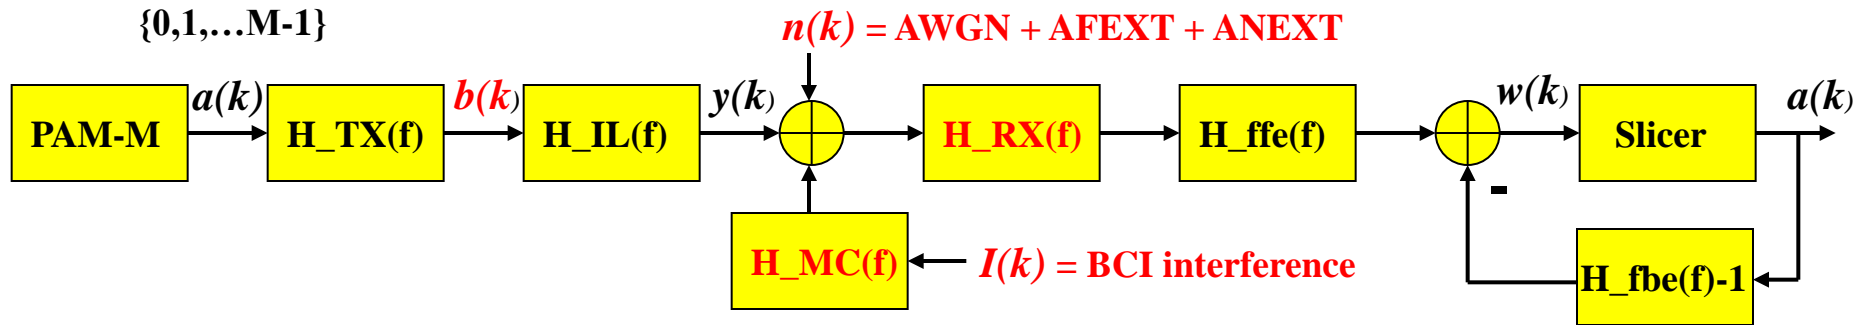 {0,1,…M-1}
n(k) = AWGN + AFEXT + ANEXT
PAM-M
a(k)
H_TX(f)
b(k)
H_IL(f)
y(k)
H_RX(f)
H_ffe(f)
w(k)
Slicer
a(k)
-
H_MC(f)
I(k) = BCI interference
H_fbe(f)-1